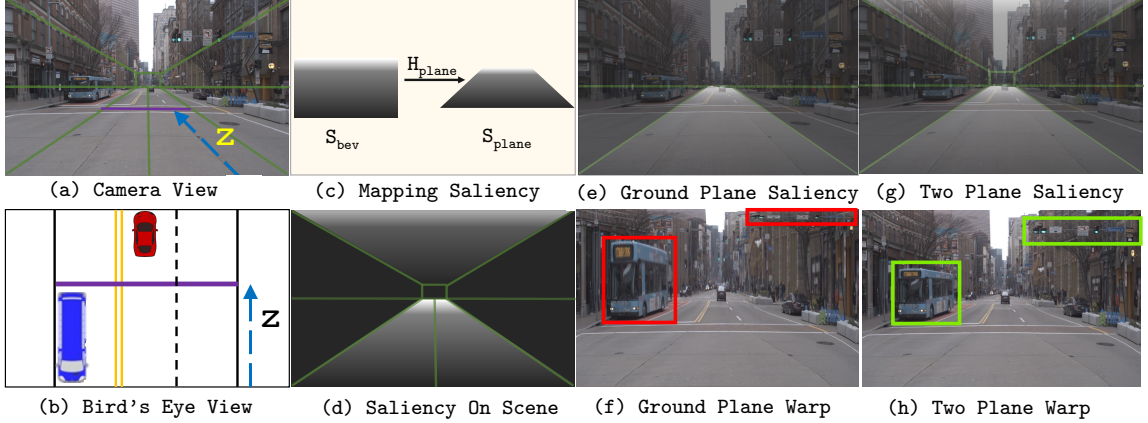 Z
(a) Camera View
H_plane
S_bev
S_plane
(c) Mapping Saliency
(e) Ground Plane Saliency
(g) Two Plane Saliency
Z
(b) Bird's Eye View
(d) Saliency On Scene
(f) Ground Plane Warp
(h) Two Plane Warp